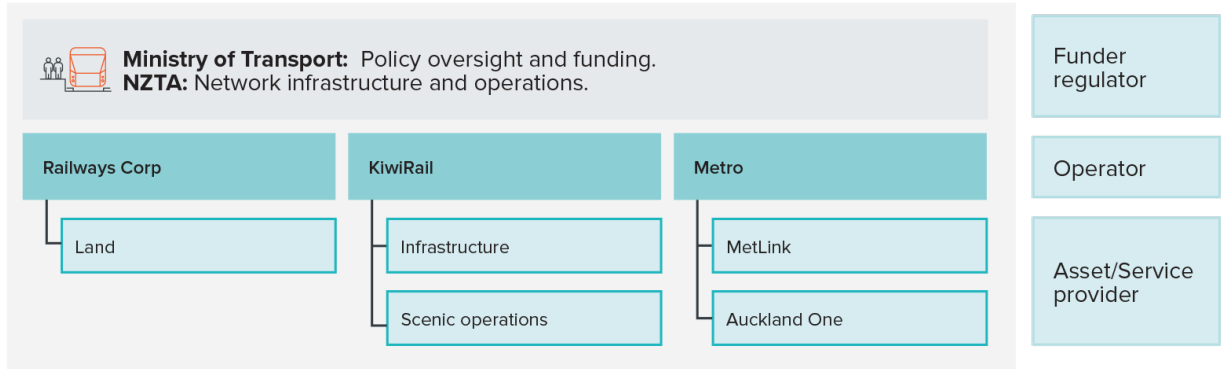 Ministry of Transport: Policy oversight and funding.
NZTA: Network infrastructure and operations.
Funder
regulator
Railways Corp
KiwiRail
Metro
Operator
Land
Infrastructure
MetLink
Scenic operations
Auckland One
Asset/Service
provider